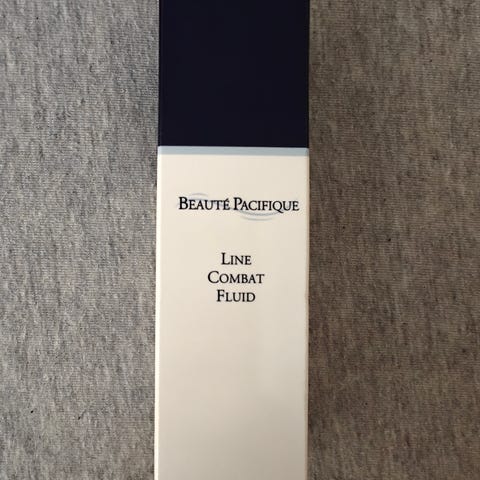 BEAUTÉ PACIFIQUE
LINE
COMBAT
FLUID